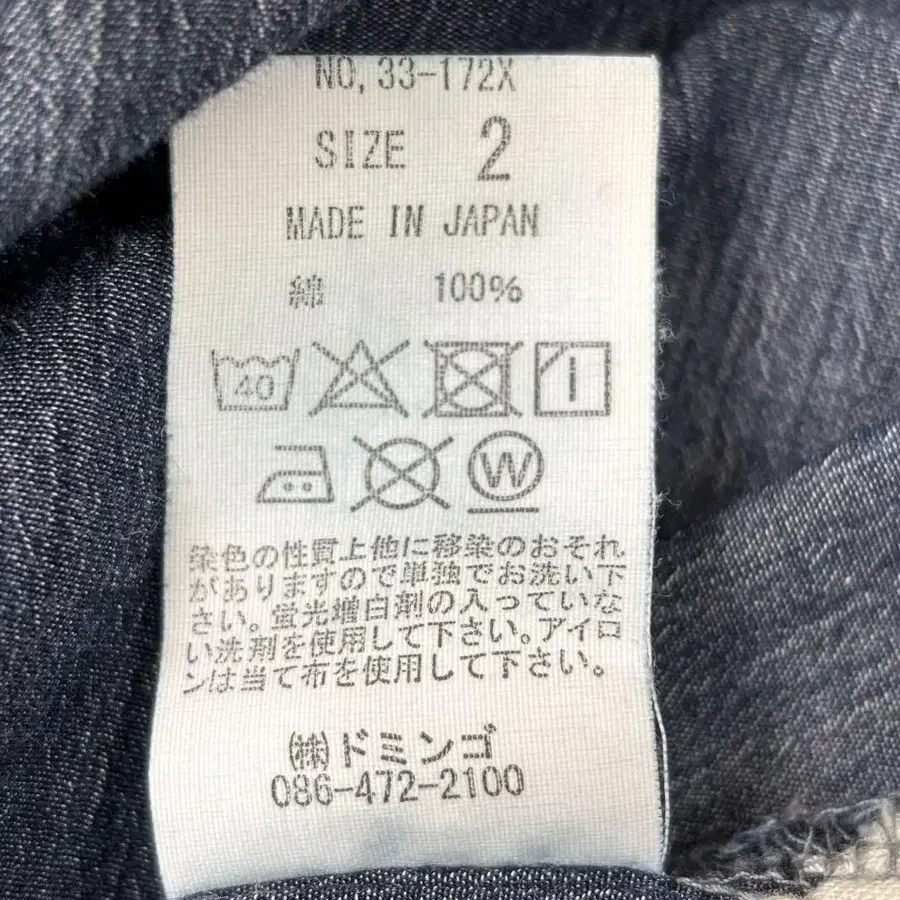 NO, 33-172X
SIZE 2
MADE IN JAPAN
綿 100%
40
W
染色の性質上他に移染のおそれ
がありますので単独でお洗い下
さい。蛍光増白剤の入っていな
い洗剤を使用して下さい。アイロ
ンは当て布を使用して下さい。
㈱ドミンゴ
086-472-2100